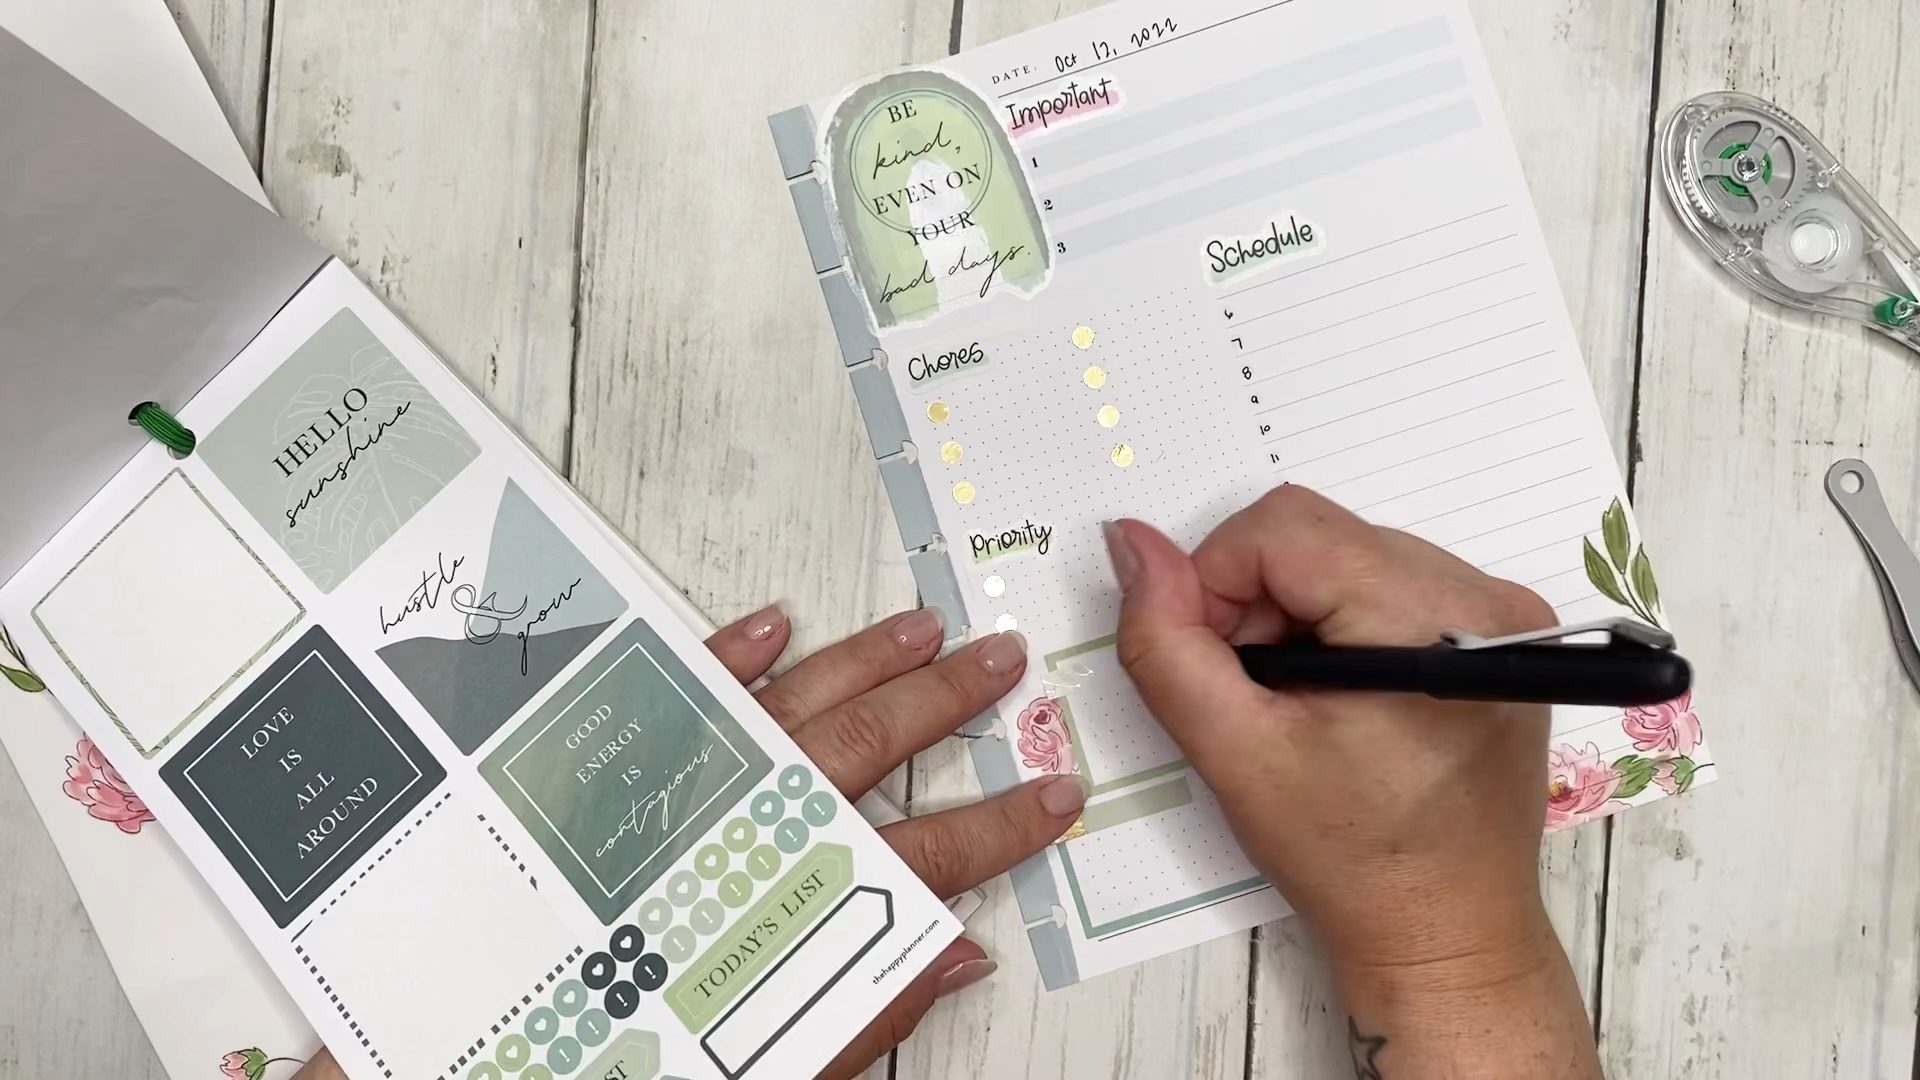 DATE: Oct 12, 2022
Important
1
2
3
BE
kind,
EVEN ON
YOUR
bad days.
Schedule
6
7
8
9
10
11
Chores
Priority
HELLO
sunshine
hustle
&
grow
LOVE
IS
ALL
AROUND
GOOD
ENERGY
IS
contagious
TODAY'S LIST
thehappyplanner.com
ST